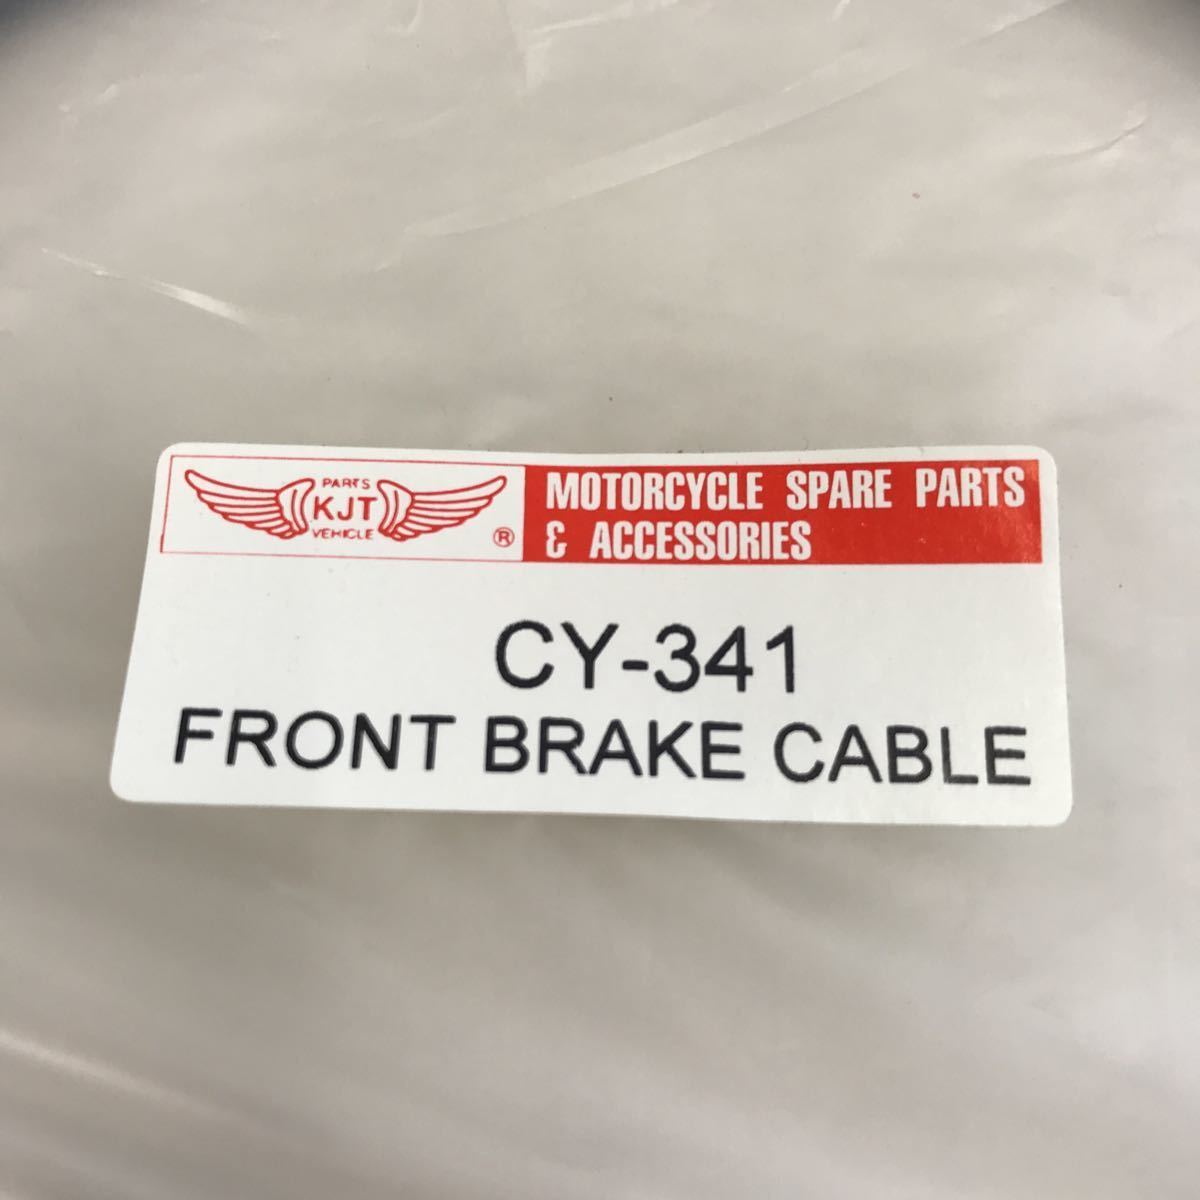 PARTS
KJT
VEHICLE
®
MOTORCYCLE SPARE PARTS
& ACCESSORIES
CY-341
FRONT BRAKE CABLE